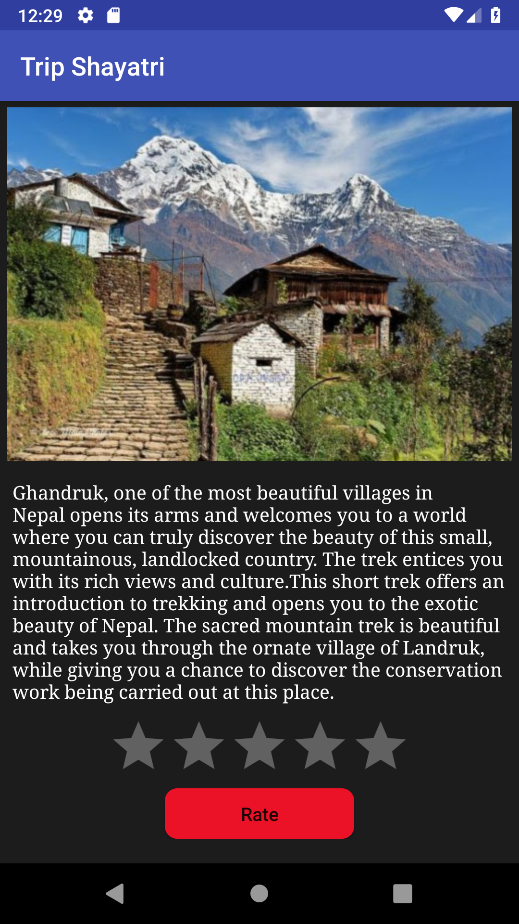 12:29
Trip Shayatri
Ghandruk, one of the most beautiful villages in
Nepal opens its arms and welcomes you to a world
where you can truly discover the beauty of this small,
mountainous, landlocked country. The trek entices you
with its rich views and culture.This short trek offers an
introduction to trekking and opens you to the exotic
beauty of Nepal. The sacred mountain trek is beautiful
and takes you through the ornate village of Landruk,
while giving you a chance to discover the conservation
work being carried out at this place.
Rate